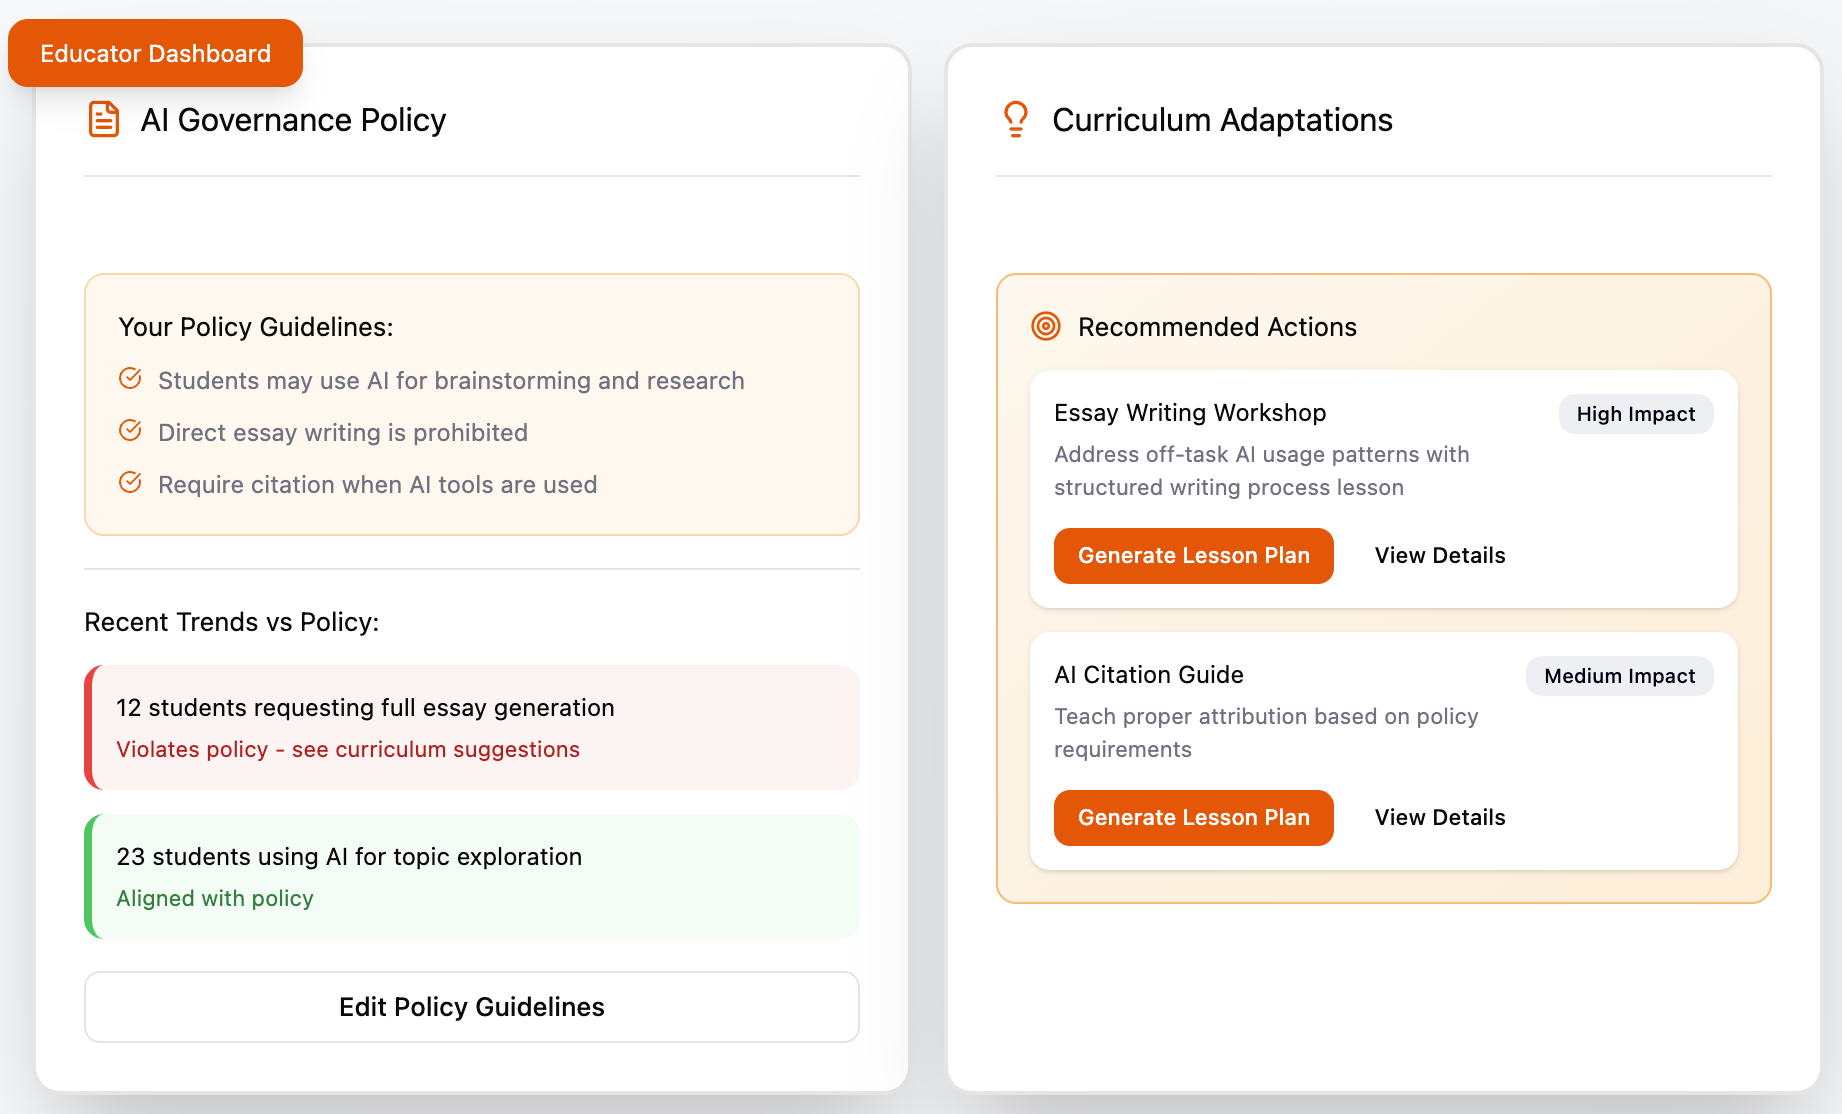 Educator Dashboard
AI Governance Policy
Your Policy Guidelines:
Students may use AI for brainstorming and research
Direct essay writing is prohibited
Require citation when AI tools are used
Recent Trends vs Policy:
12 students requesting full essay generation
Violates policy - see curriculum suggestions
23 students using AI for topic exploration
Aligned with policy
Edit Policy Guidelines
Curriculum Adaptations
Recommended Actions
Essay Writing Workshop
High Impact
Address off-task AI usage patterns with
structured writing process lesson
Generate Lesson Plan
View Details
AI Citation Guide
Medium Impact
Teach proper attribution based on policy
requirements
Generate Lesson Plan
View Details